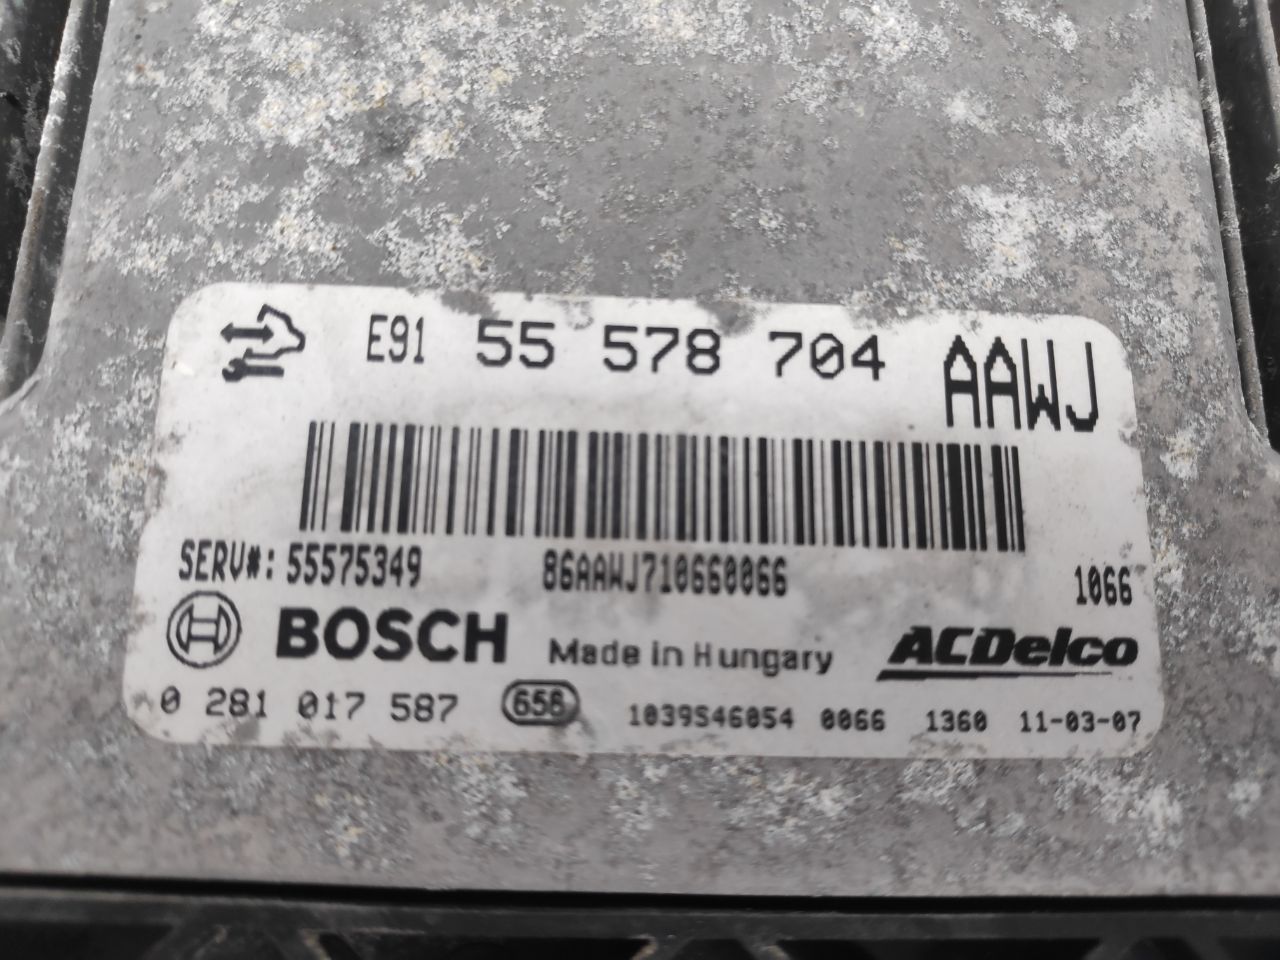 E91 55 578 704 AAWJ
SERV#: 55575349 86AAWJ710660066 1066
BOSCH Made in Hungary ACDelco
0 281 017 587 658 1039S46054 0066 1360 11-03-07